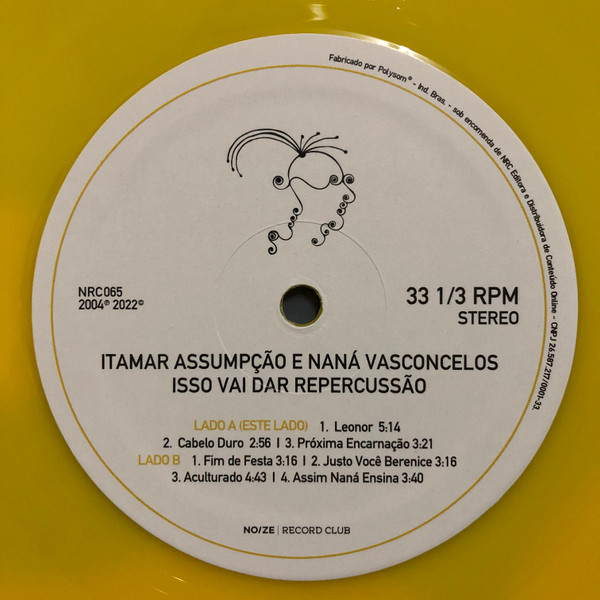 Fabricado por Polysom® - Ind. Bras. - sob encomenda de NRC Editora e Distribuidora de Conteúdo Online - CNPJ 26.587.217/0001-33.
NRC065
2004℗ 2022©
33 1/3 RPM
STEREO
ITAMAR ASSUMPÇÃO E NANÁ VASCONCELOS
ISSO VAI DAR REPERCUSSÃO
LADO A (ESTE LADO) 1. Leonor 5:14
2. Cabelo Duro 2:56 | 3. Próxima Encarnação 3:21
LADO B 1. Fim de Festa 3:16 | 2. Justo Você Berenice 3:16
3. Aculturado 4:43 | 4. Assim Naná Ensina 3:40
NO/ZE | RECORD CLUB